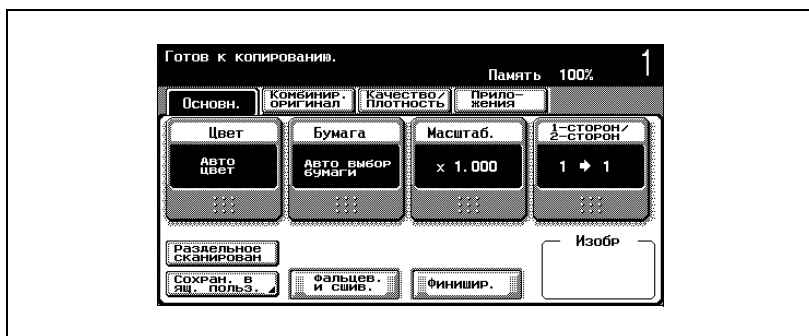 Готов к копированию.
1
Память 100%
Основн.
Комбинир.
оригинал
Качество/
Плотность
Прило-
жения
Цвет
Авто
цвет
Бумага
Авто выбор
бумаги
Масштаб.
x 1.000
1-сторон/
2-сторон
1 → 1
Раздельное
сканирован
Сохран. в
ящ. польз.
Фальцев.
и сшив.
Финишир.
Изобр